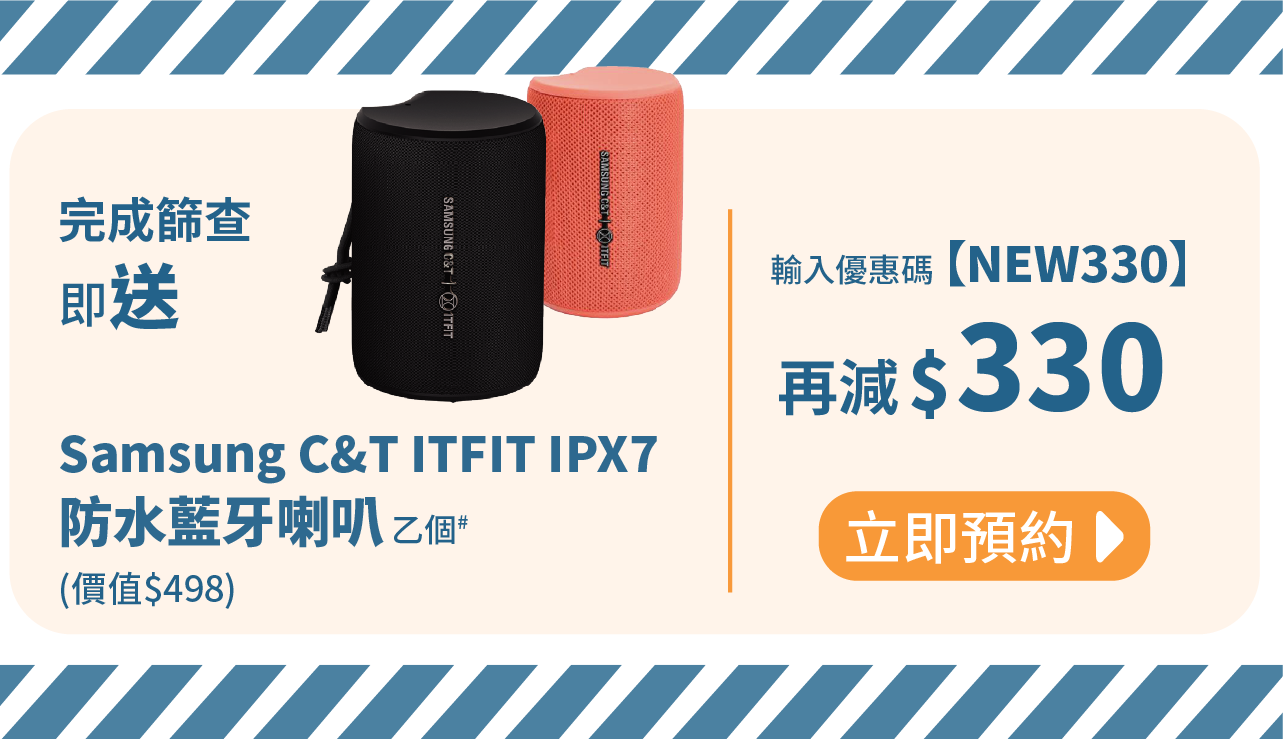 完成篩查
即送
SAMSUNG C&T | ITFIT
SAMSUNG C&T | ITFIT
Samsung C&T ITFIT IPX7
防水藍牙喇叭乙個#
(價值$498)
輸入優惠碼【NEW330】
再減$330
立即預約